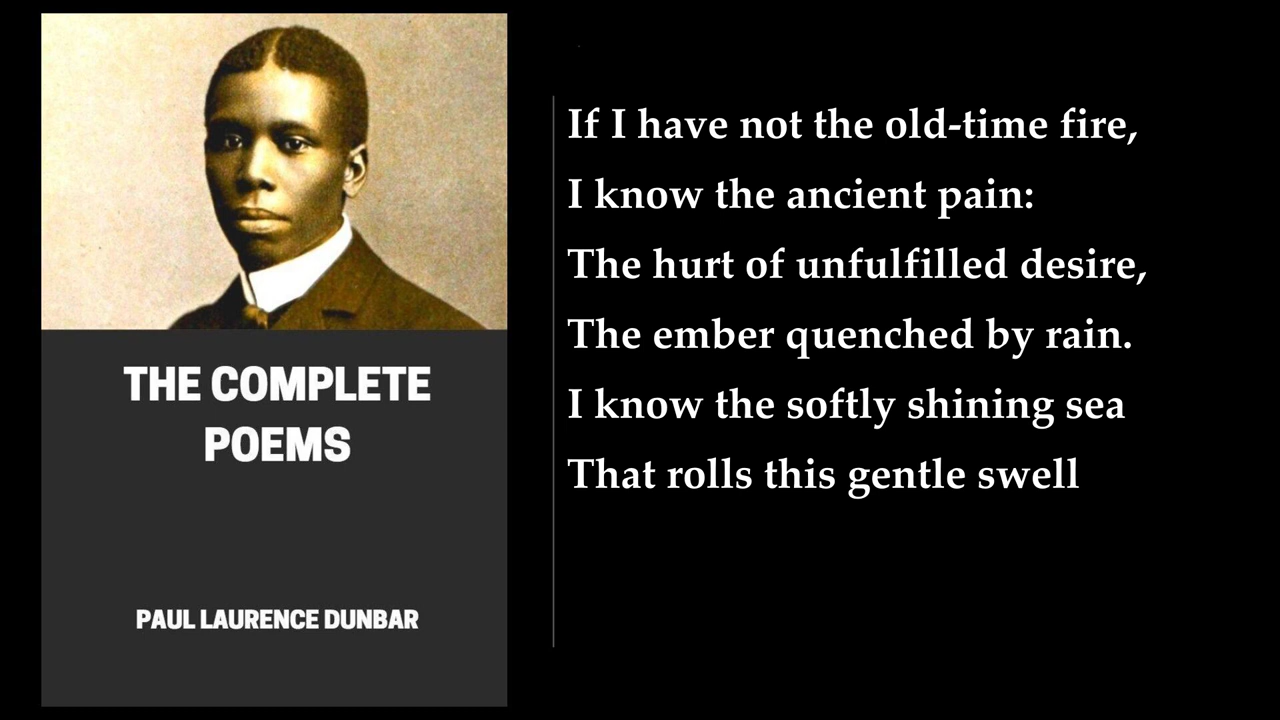 THE COMPLETE
POEMS
PAUL LAURENCE DUNBAR
If I have not the old-time fire,
I know the ancient pain:
The hurt of unfulfilled desire,
The ember quenched by rain.
I know the softly shining sea
That rolls this gentle swell